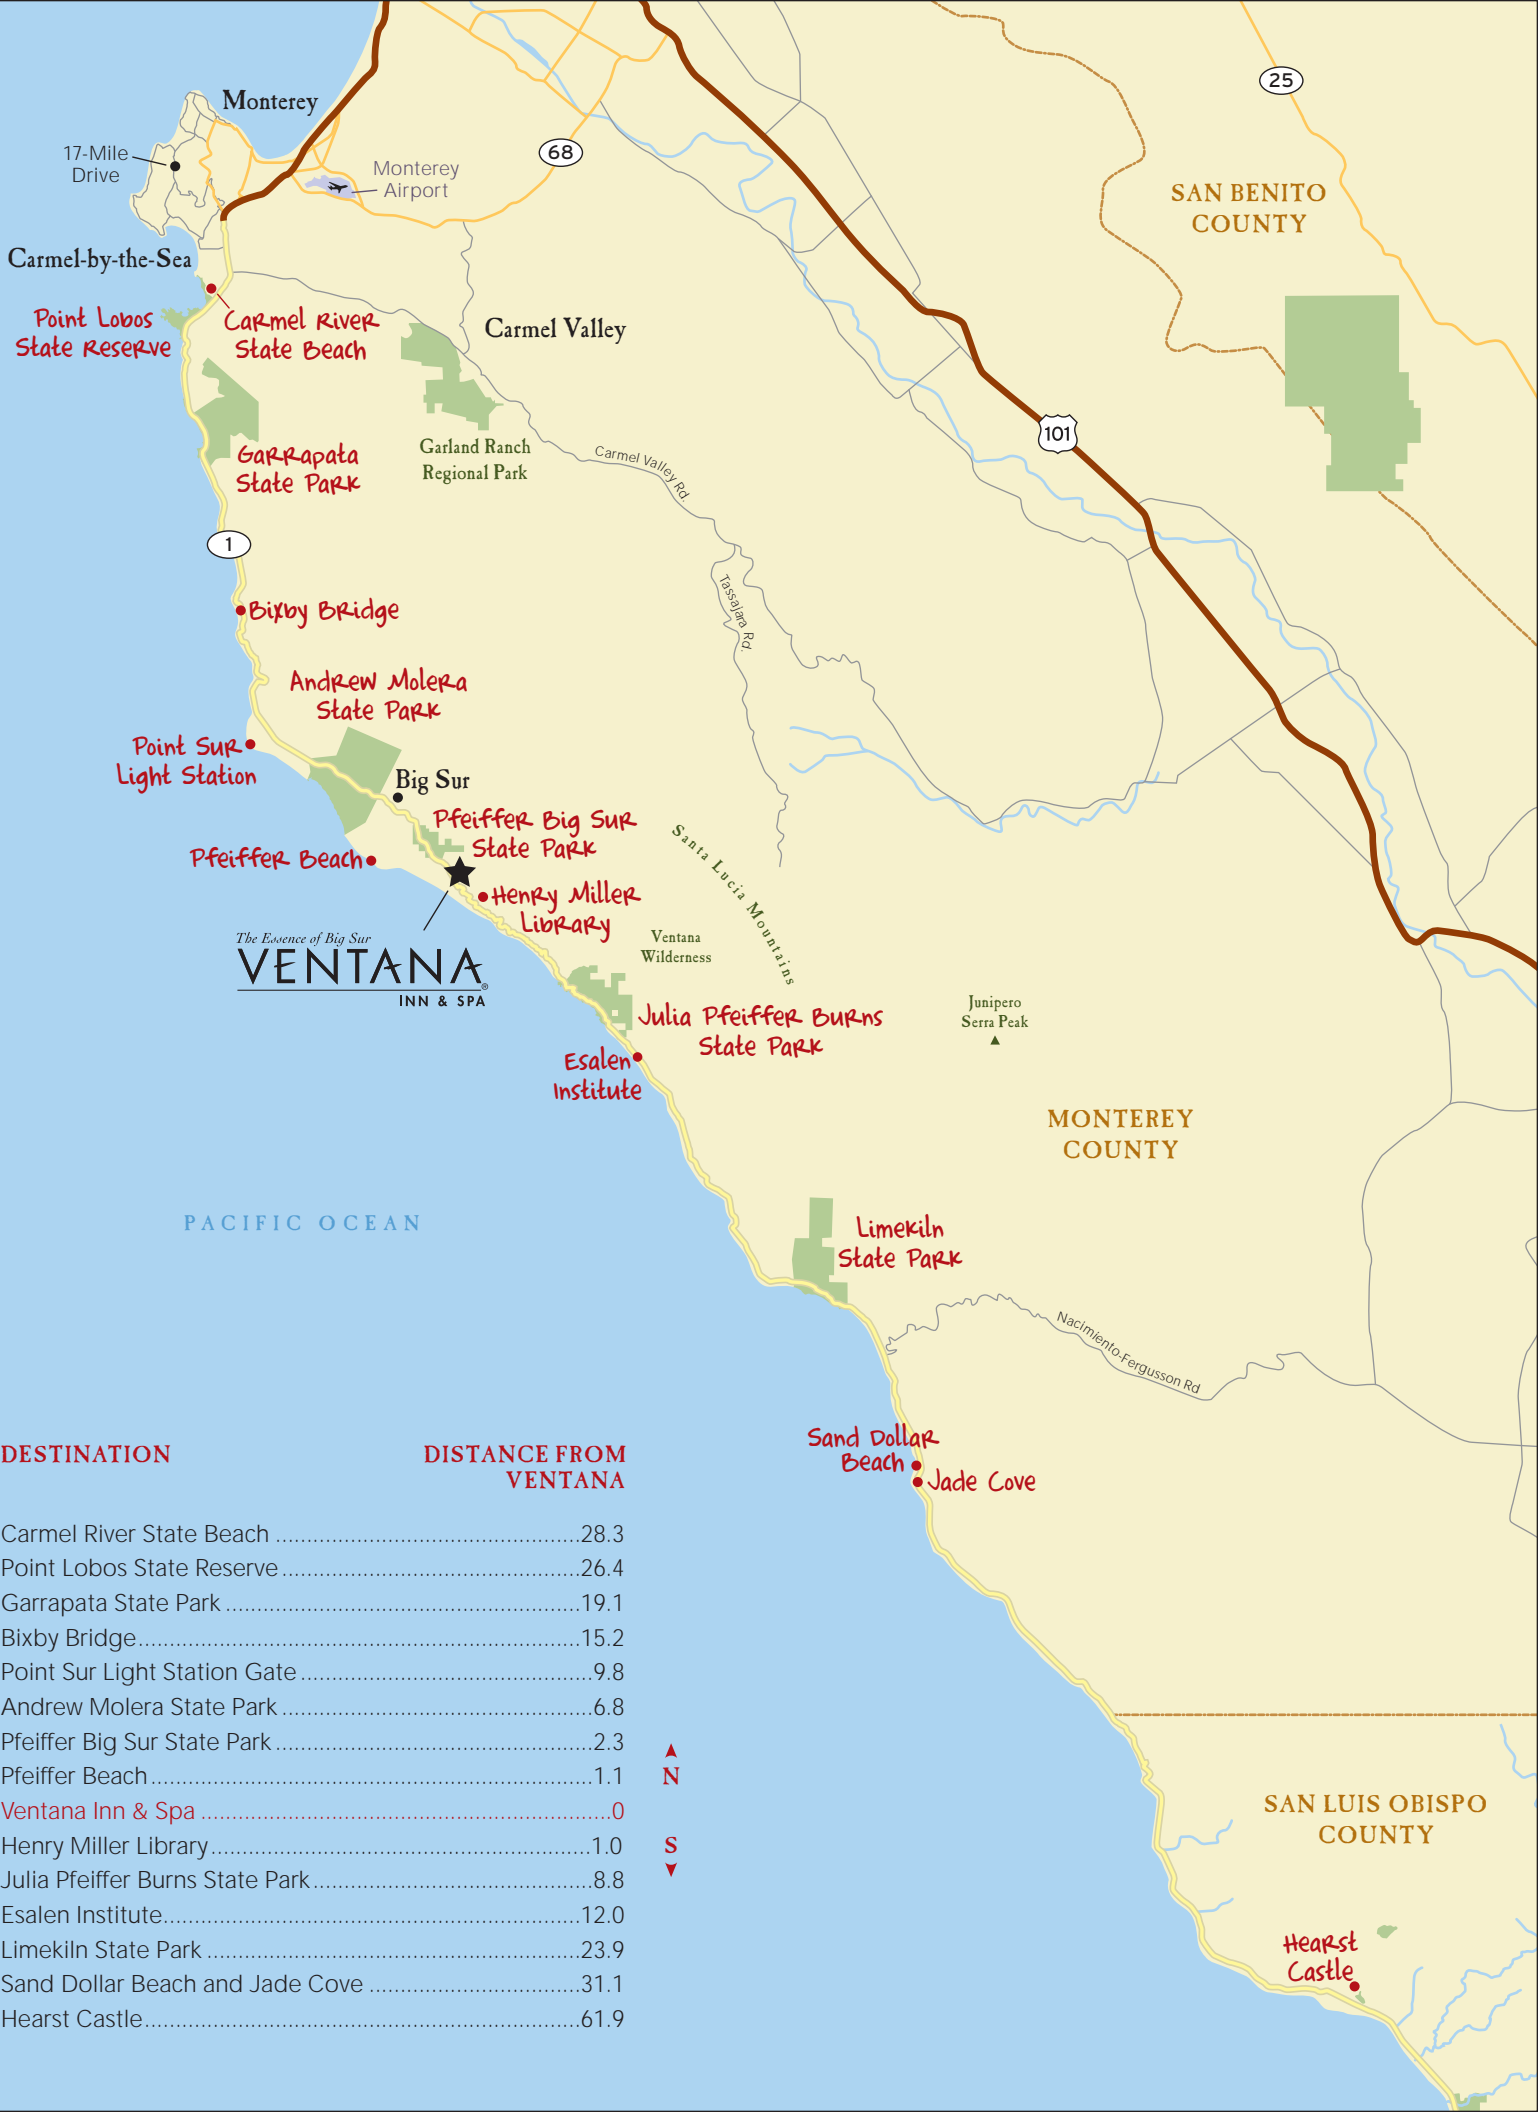 Monterey
25
17-Mile
Drive
68
Monterey
Airport
SAN BENITO
COUNTY
Carmel-by-the-Sea
Point Lobos
State Reserve
Carmel River
State Beach
Carmel Valley
101
Garland Ranch
Regional Park
Garrapata
State Park
Carmel Valley Rd.
1
Tassajara Rd.
Bixby Bridge
Andrew Molera
State Park
Point Sur
Light Station
Big Sur
Pfeiffer Big Sur
State Park
Pfeiffer Beach
Santa Lucia Mountains
Henry Miller
Library
The Essence of Big Sur
VENTANA®
INN & SPA
Ventana
Wilderness
Julia Pfeiffer Burns
State Park
Junipero
Serra Peak
Esalen
Institute
MONTEREY
COUNTY
PACIFIC OCEAN
Limekiln
State Park
Nacimiento-Fergusson Rd
Sand Dollar
Beach
Jade Cove
DESTINATION DISTANCE FROM
VENTANA
Carmel River State Beach ................................................28.3
Point Lobos State Reserve ...............................................26.4
Garrapata State Park ........................................................19.1
Bixby Bridge......................................................................15.2
Point Sur Light Station Gate ..............................................9.8
Andrew Molera State Park .................................................6.8
Pfeiffer Big Sur State Park ..................................................2.3
Pfeiffer Beach ......................................................................1.1
N
Ventana Inn & Spa .................................................................0
Henry Miller Library............................................................1.0
S
Julia Pfeiffer Burns State Park............................................8.8
Esalen Institute..................................................................12.0
Limekiln State Park ...........................................................23.9
Sand Dollar Beach and Jade Cove .................................31.1
Hearst Castle.....................................................................61.9
SAN LUIS OBISPO
COUNTY
Hearst
Castle